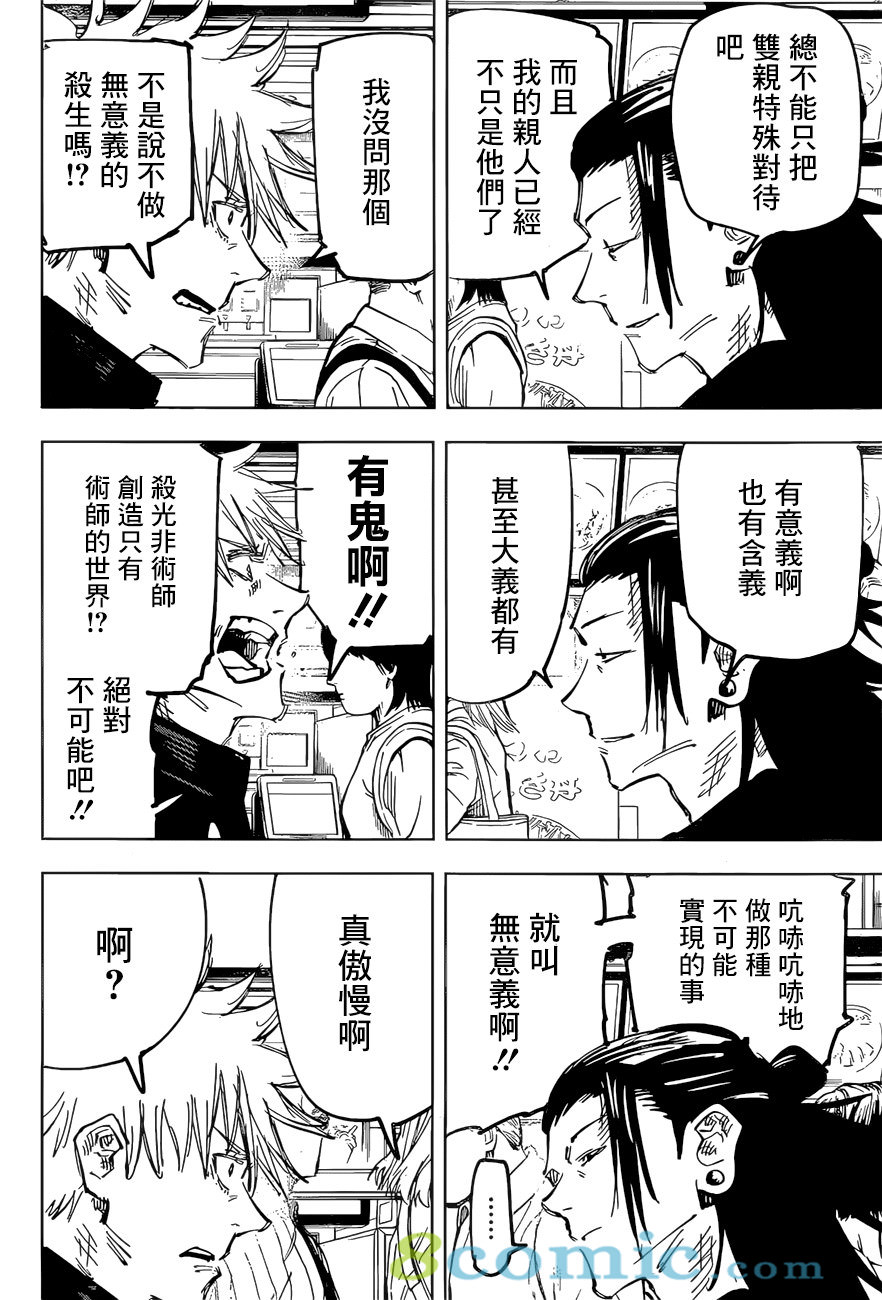 總不能只把
雙親特殊對待
吧
而且
我的親人已經
不只是他們了
我沒問那個
不是說不做
無意義的
殺生嗎!?
有意義啊
也有含義
甚至大義都有
有鬼啊!!
殺光非術師
創造只有
術師的世界!?
絕對
不可能吧!!
吭哧吭哧地
做那種
不可能
實現的事
就叫
無意義啊!!
……
真傲慢啊
啊?
8comic.com